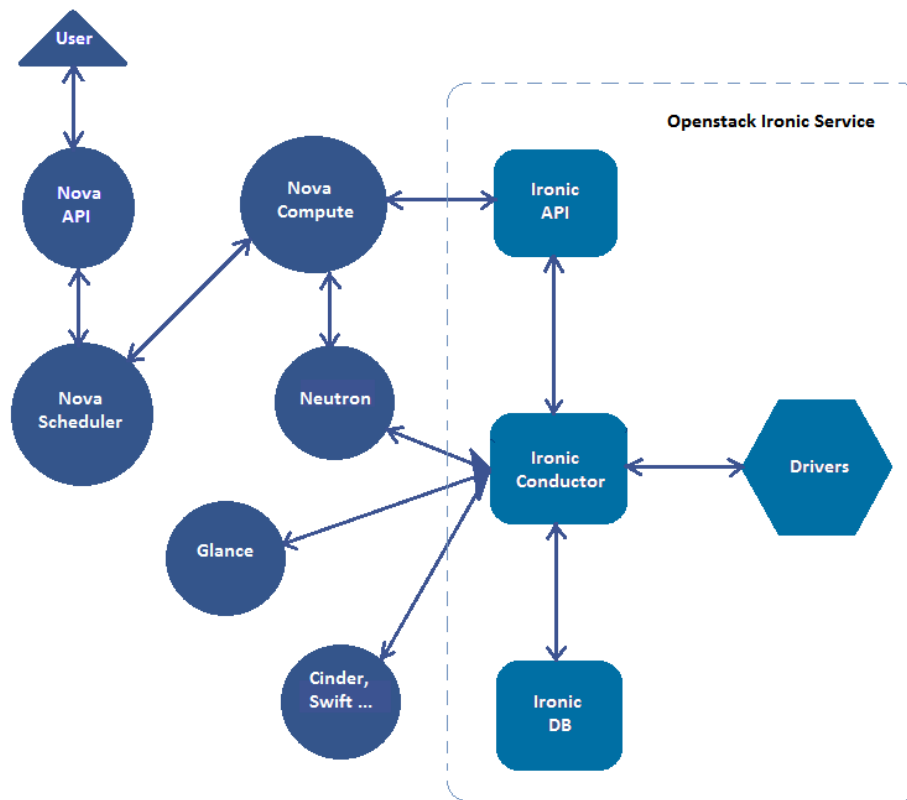 User
Openstack Ironic Service
Nova
API
Nova
Compute
Ironic
API
Nova
Scheduler
Neutron
Ironic
Conductor
Drivers
Glance
Cinder,
Swift ...
Ironic
DB